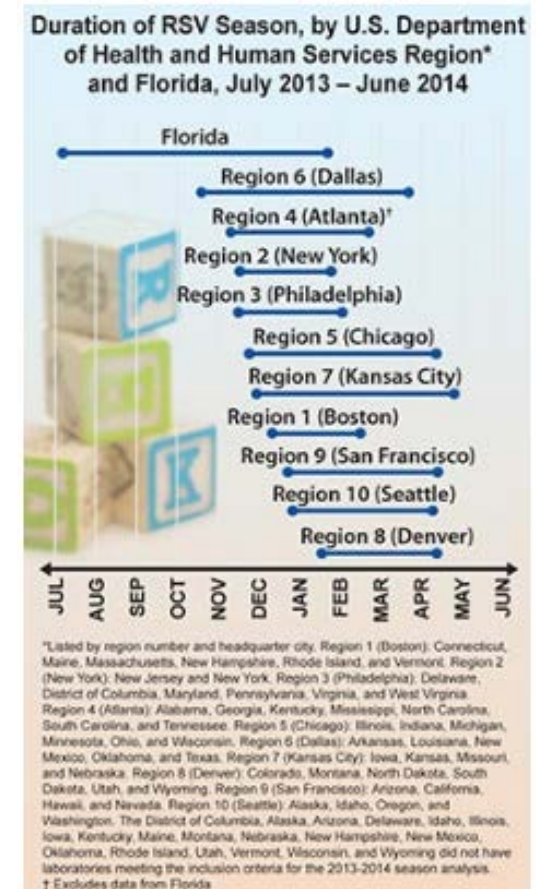 Duration of RSV Season, by U.S. Department
of Health and Human Services Region*
and Florida, July 2013 – June 2014
Florida
Region 6 (Dallas)
Region 4 (Atlanta)†
Region 2 (New York)
Region 3 (Philadelphia)
Region 5 (Chicago)
Region 7 (Kansas City)
Region 1 (Boston)
Region 9 (San Francisco)
Region 10 (Seattle)
Region 8 (Denver)
R
M
JUL AUG SEP OCT NOV DEC JAN FEB MAR APR MAY JUN
*Listed by region number and headquarter city. Region 1 (Boston): Connecticut,
Maine, Massachusetts, New Hampshire, Rhode Island, and Vermont. Region 2
(New York): New Jersey and New York. Region 3 (Philadelphia): Delaware,
District of Columbia, Maryland, Pennsylvania, Virginia, and West Virginia.
Region 4 (Atlanta): Alabama, Georgia, Kentucky, Mississippi, North Carolina,
South Carolina, and Tennessee. Region 5 (Chicago): Illinois, Indiana, Michigan,
Minnesota, Ohio, and Wisconsin. Region 6 (Dallas): Arkansas, Louisiana, New
Mexico, Oklahoma, and Texas. Region 7 (Kansas City): Iowa, Kansas, Missouri,
and Nebraska. Region 8 (Denver): Colorado, Montana, North Dakota, South
Dakota, Utah, and Wyoming. Region 9 (San Francisco): Arizona, California,
Hawaii, and Nevada. Region 10 (Seattle): Alaska, Idaho, Oregon, and
Washington. The District of Columbia, Alaska, Arizona, Delaware, Idaho, Illinois,
Iowa, Kentucky, Maine, Montana, Nebraska, New Hampshire, New Mexico,
Oklahoma, Rhode Island, Utah, Vermont, Wisconsin, and Wyoming did not have
laboratories meeting the inclusion criteria for the 2013-2014 season analysis.
† Excludes data from Florida